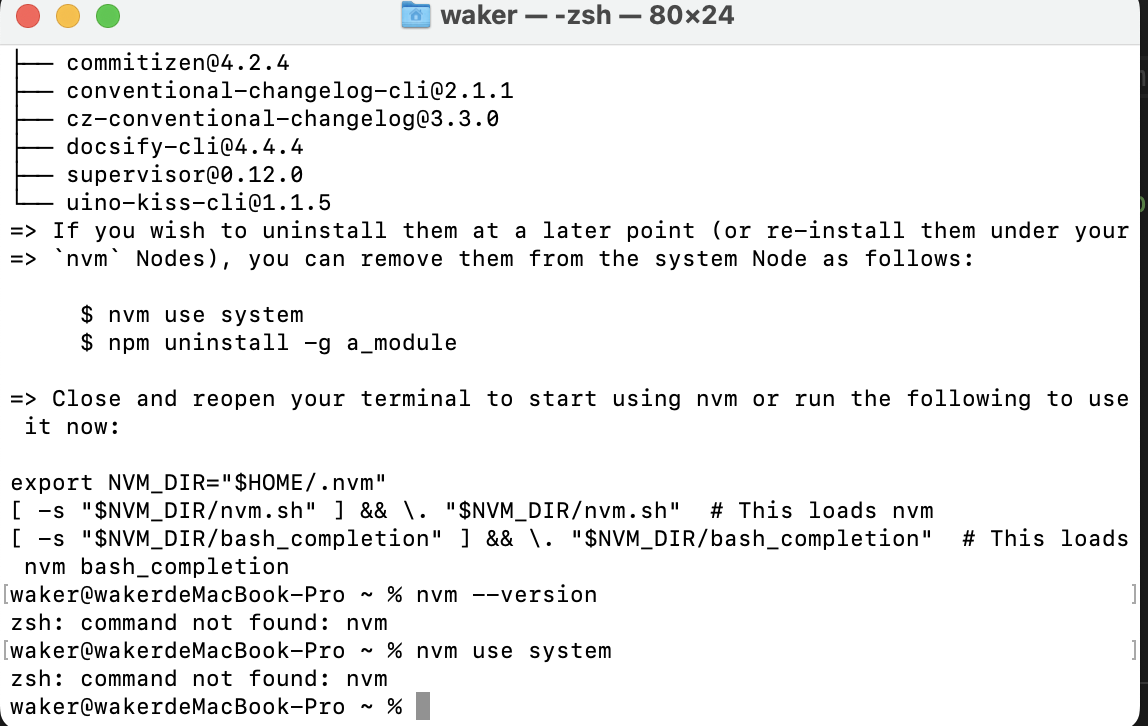 waker — -zsh — 80×24
├── commitizen@4.2.4
├── conventional-changelog-cli@2.1.1
├── cz-conventional-changelog@3.3.0
├── docsify-cli@4.4.4
├── supervisor@0.12.0
└── uino-kiss-cli@1.1.5
=> If you wish to uninstall them at a later point (or re-install them under your
=> `nvm` Nodes), you can remove them from the system Node as follows:
     $ nvm use system
     $ npm uninstall -g a_module
=> Close and reopen your terminal to start using nvm or run the following to use
 it now:
export NVM_DIR="$HOME/.nvm"
[ -s "$NVM_DIR/nvm.sh" ] && \. "$NVM_DIR/nvm.sh"  # This loads nvm
[ -s "$NVM_DIR/bash_completion" ] && \. "$NVM_DIR/bash_completion"  # This loads
 nvm bash_completion
[waker@wakerdeMacBook-Pro ~ % nvm --version ]
zsh: command not found: nvm
[waker@wakerdeMacBook-Pro ~ % nvm use system ]
zsh: command not found: nvm
waker@wakerdeMacBook-Pro ~ %